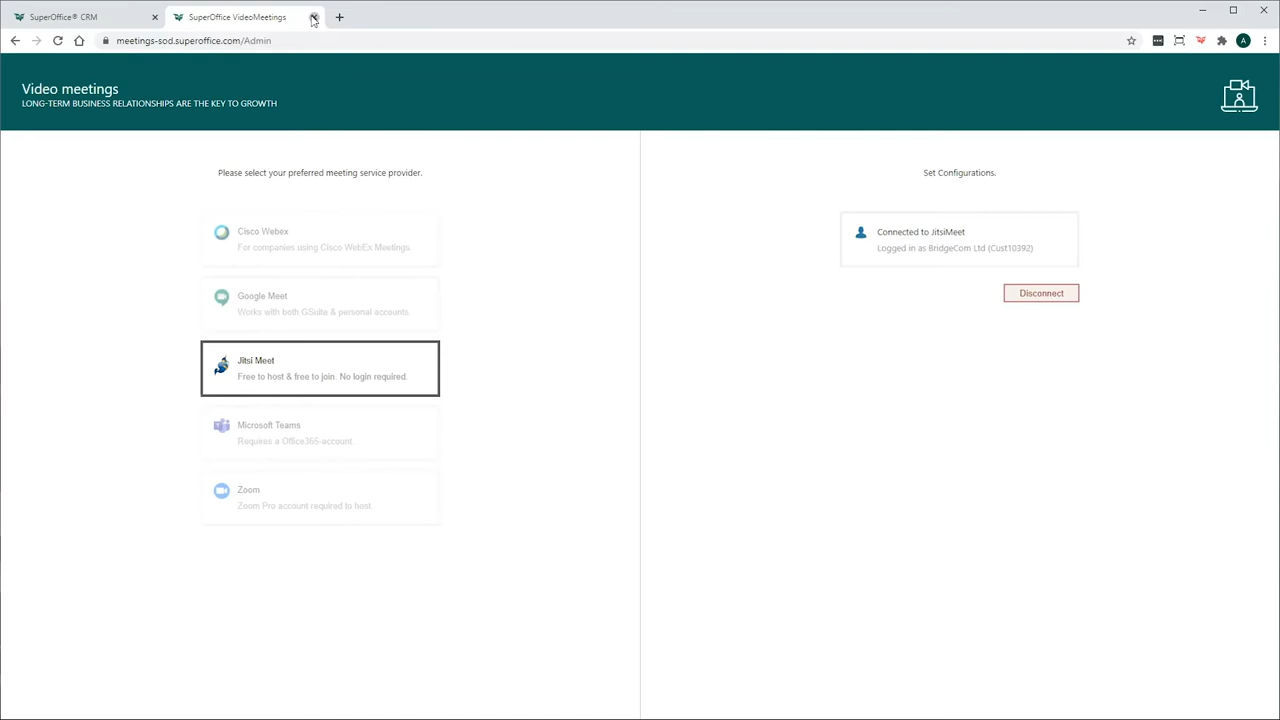 SuperOffice® CRM
SuperOffice VideoMeetings
meetings-sod.superoffice.com/Admin
A
Video meetings
LONG-TERM BUSINESS RELATIONSHIPS ARE THE KEY TO GROWTH
Please select your preferred meeting service provider.
Cisco Webex
For companies using Cisco WebEx Meetings.
Google Meet
Works with both GSuite & personal accounts.
Jitsi Meet
Free to host & free to join. No login required.
Microsoft Teams
Requires a Office365-account.
Zoom
Zoom Pro account required to host
Set Configurations.
Connected to JitsiMeet
Logged in as BridgeCom Ltd (Cust10392)
Disconnect